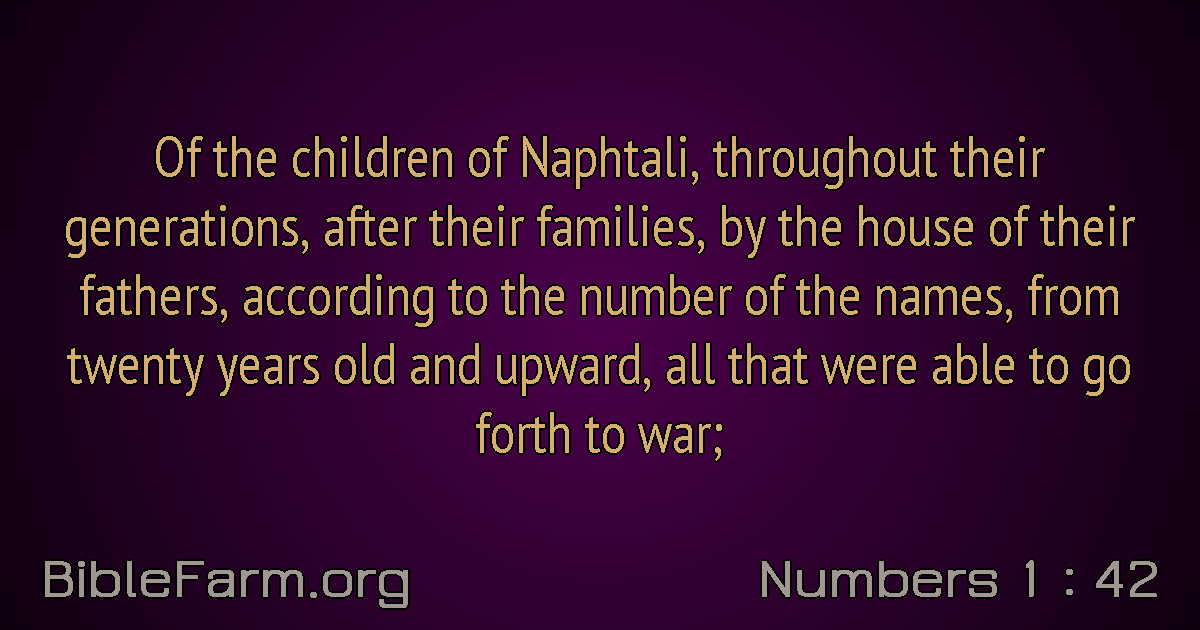 Of the children of Naphtali, throughout their
generations, after their families, by the house of their
fathers, according to the number of the names, from
twenty years old and upward, all that were able to go
forth to war;
BibleFarm.org
Numbers 1 : 42